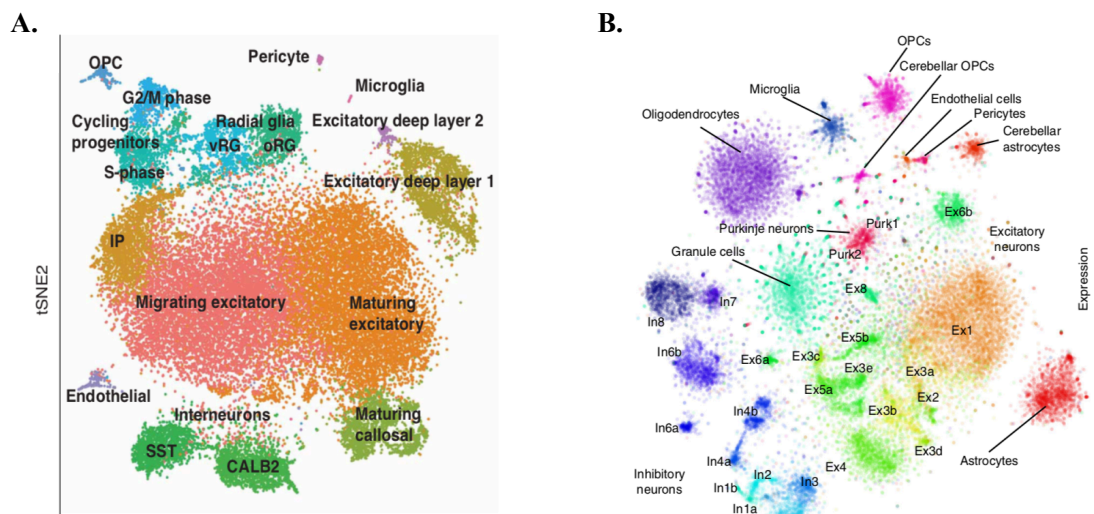 A.
OPC
Pericyte
G2/M phase
Microglia
Cycling
progenitors
Radial glia
vRG
oRG
Excitatory deep layer 2
S-phase
Excitatory deep layer 1
IP
tSNE2
Migrating excitatory
Maturing
excitatory
Endothelial
Interneurons
Maturing
callosal
SST
CALB2
B.
OPCs
Cerebellar OPCs
Microglia
Endothelial cells
Oligodendrocytes
Pericytes
Cerebellar
astrocytes
Ex6b
Purkinje neurons
Purk1
Purk2
Excitatory
neurons
Granule cells
Expression
Ex8
In7
In8
Ex1
Ex5b
In6b
Ex6a
Ex3c
Ex3e
Ex3a
Ex5a
Ex2
In4b
Ex3b
In6a
Ex3d
In4a
Ex4
Astrocytes
Inhibitory
neurons
In2
In1b
In3
In1a